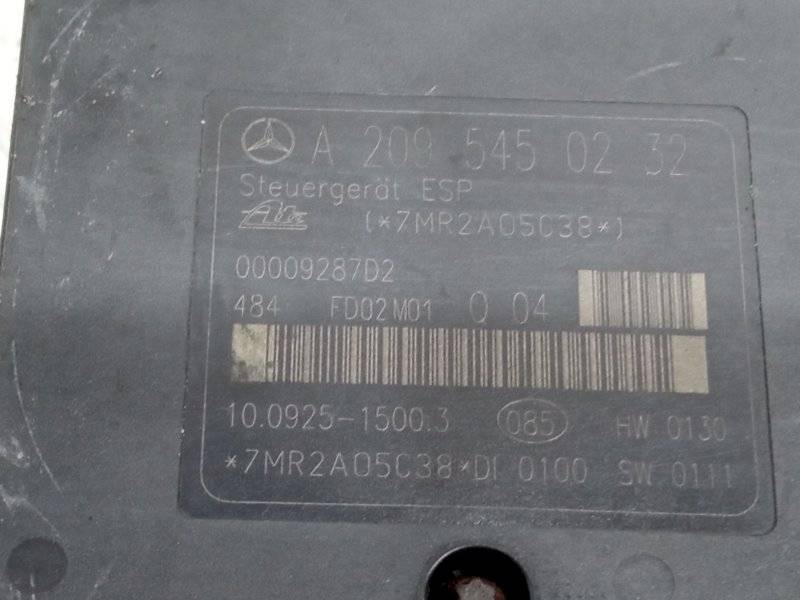 A 209 545 02 32
Steuergerät ESP
Ate (*7MR2A05C38*)
00009287D2
484 FD02M01 Q 04
10.0925-1500.3 085 HW 0130
*7MR2A05C38*DI 0100 SW 0111